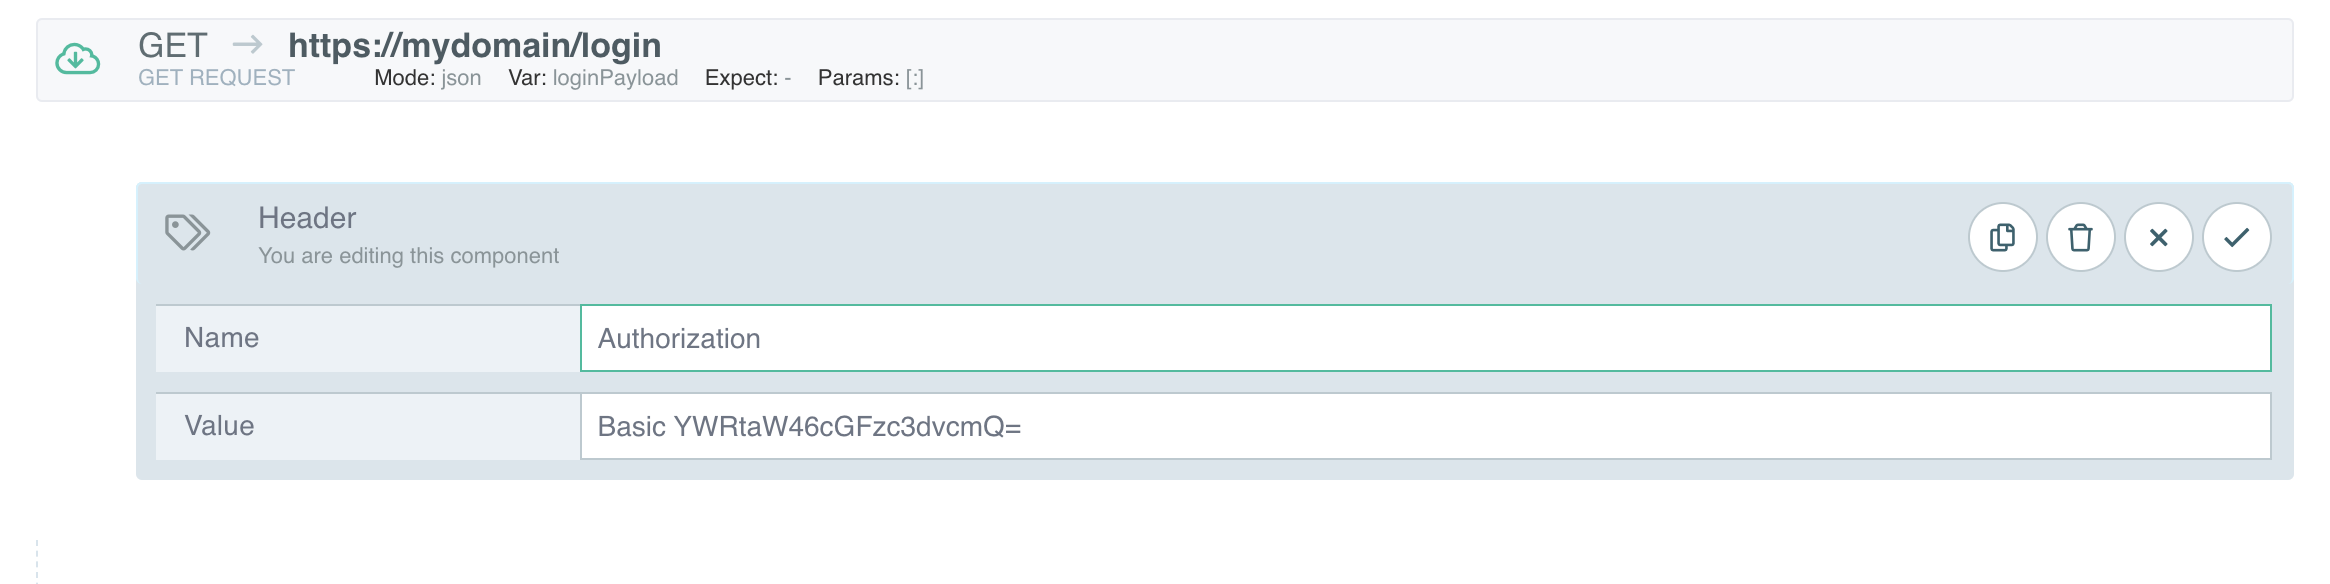 GET → https://mydomain/login
GET REQUEST Mode: json Var: loginPayload Expect: - Params: [:]
Header
You are editing this component
Name Authorization
Value Basic YWRtaW46cGFzc3dvcmQ=